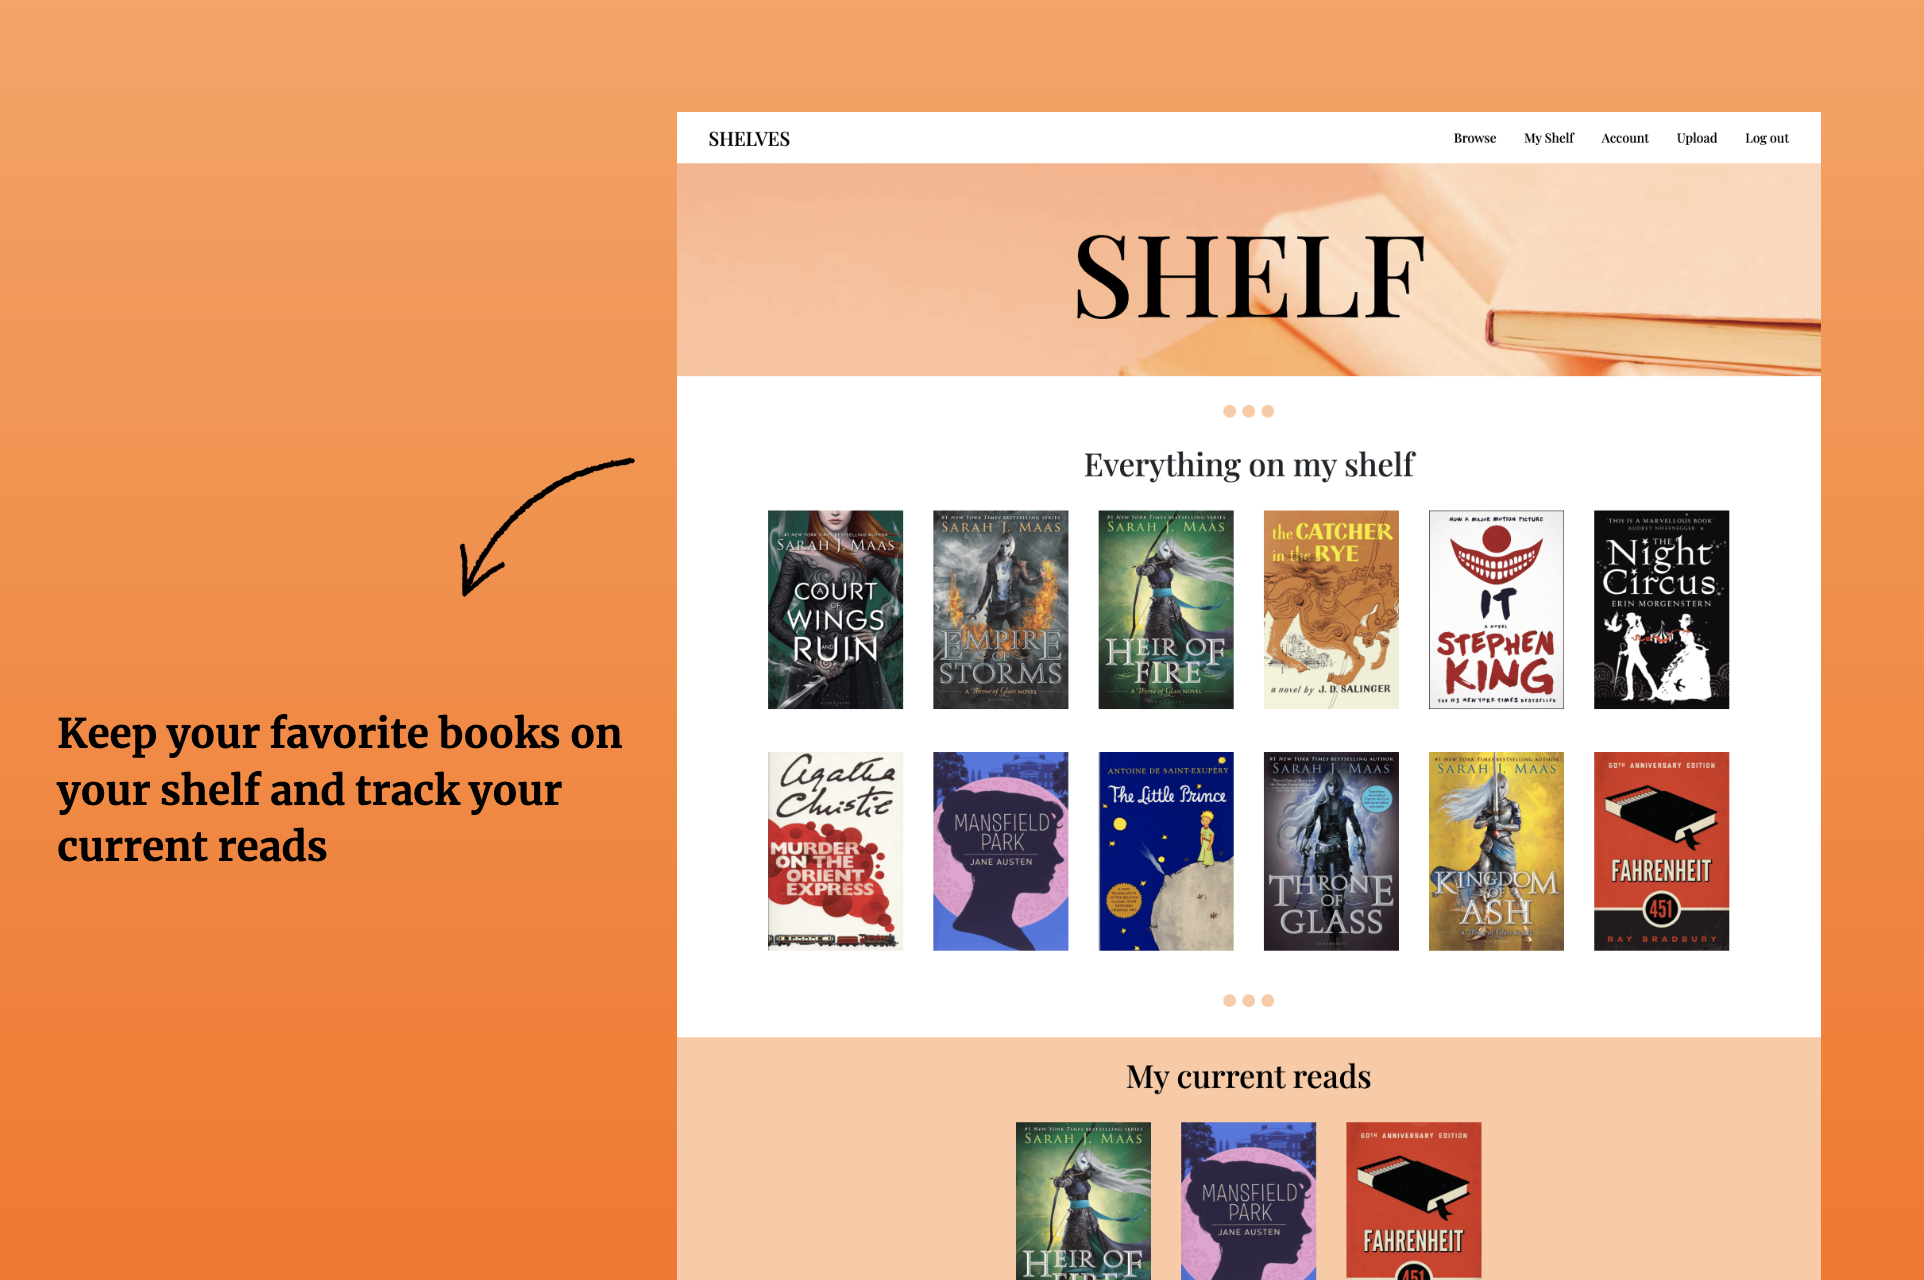 SHELVES
Browse My Shelf Account Upload Log out
SHELF
Everything on my shelf
#1 NEW YORK TIMES BESTSELLING AUTHOR
SARAH J. MAAS
A
COURT
OF
WINGS
AND
RUIN
BLOOMSBURY
#1 NEW YORK TIMES BESTSELLING SERIES
SARAH J. MAAS
EMPIRE
OF
STORMS
A Throne of Glass NOVEL
#1 NEW YORK TIMES BESTSELLING SERIES
SARAH J. MAAS
HEIR OF
FIRE
A Throne of Glass NOVEL
the CATCHER
in the RYE
a novel by J. D. SALINGER
NOW A MAJOR MOTION PICTURE
IT
A NOVEL
STEPHEN
KING
THE #1 NEW YORK TIMES BESTSELLER
'THIS IS A MARVELLOUS BOOK'
AUDREY NIFFENEGGER
THE
Night
Circus
ERIN MORGENSTERN
Agatha
Christie
MURDER
ON THE
ORIENT
EXPRESS
MANSFIELD
PARK
JANE AUSTEN
ANTOINE DE SAINT-EXUPÉRY
The Little Prince
#1 NEW YORK TIMES BESTSELLING AUTHOR
SARAH J. MAAS
THRONE
OF
GLASS
BLOOMSBURY
#1 NEW YORK TIMES BESTSELLING AUTHOR
SARAH J. MAAS
KINGDOM
OF
ASH
A Throne of Glass NOVEL
60TH ANNIVERSARY EDITION
FAHRENHEIT
451
RAY BRADBURY
Keep your favorite books on
your shelf and track your
current reads
My current reads
#1 NEW YORK TIMES BESTSELLING SERIES
SARAH J. MAAS
HEIR OF
FIRE
MANSFIELD
PARK
JANE AUSTEN
60TH ANNIVERSARY EDITION
FAHRENHEIT
451